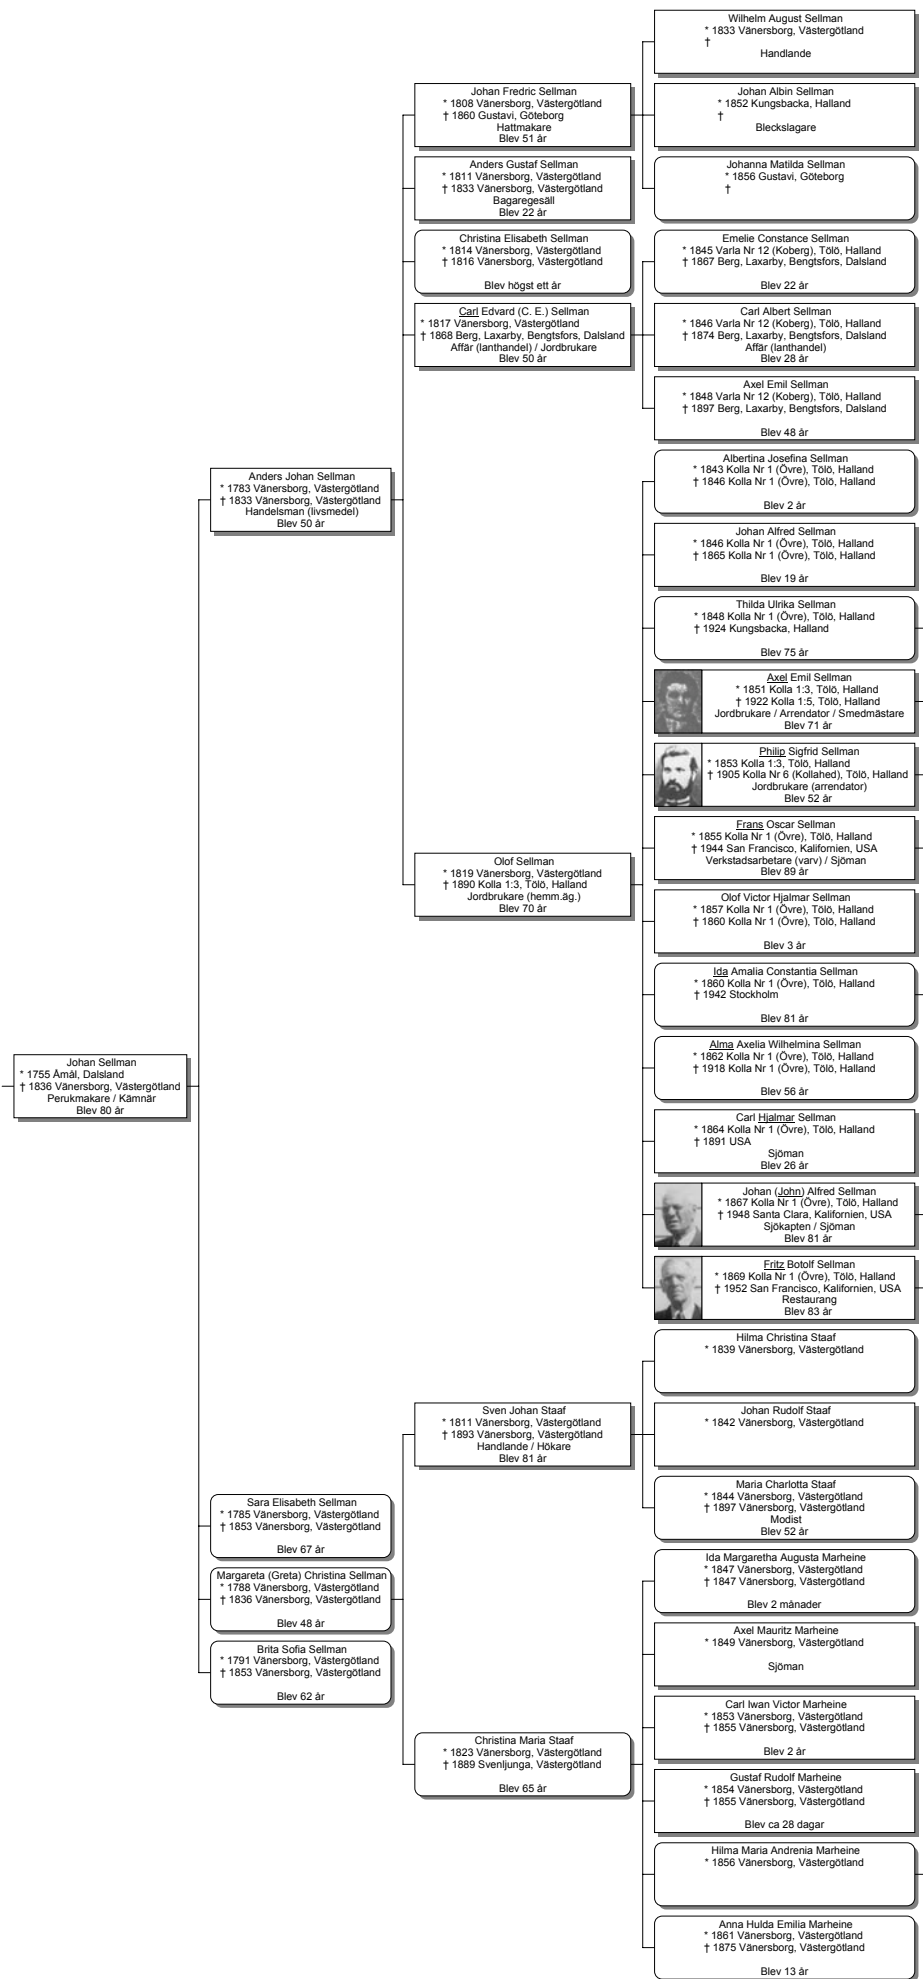 Wilhelm August Sellman
* 1833 Vänersborg, Västergötland
†
Handlande
Johan Fredric Sellman
* 1808 Vänersborg, Västergötland
† 1860 Gustavi, Göteborg
Hattmakare
Blev 51 år
Johan Albin Sellman
* 1852 Kungsbacka, Halland
†
Bleckslagare
Anders Gustaf Sellman
* 1811 Vänersborg, Västergötland
† 1833 Vänersborg, Västergötland
Bagaregesäll
Blev 22 år
Johanna Matilda Sellman
* 1856 Gustavi, Göteborg
†
Christina Elisabeth Sellman
* 1814 Vänersborg, Västergötland
† 1816 Vänersborg, Västergötland
Blev högst ett år
Emelie Constance Sellman
* 1845 Varla Nr 12 (Koberg), Tölö, Halland
† 1867 Berg, Laxarby, Bengtsfors, Dalsland
Blev 22 år
Carl Edvard (C. E.) Sellman
* 1817 Vänersborg, Västergötland
† 1868 Berg, Laxarby, Bengtsfors, Dalsland
Affär (lanthandel) / Jordbrukare
Blev 50 år
Carl Albert Sellman
* 1846 Varla Nr 12 (Koberg), Tölö, Halland
† 1874 Berg, Laxarby, Bengtsfors, Dalsland
Affär (lanthandel)
Blev 28 år
Axel Emil Sellman
* 1848 Varla Nr 12 (Koberg), Tölö, Halland
† 1897 Berg, Laxarby, Bengtsfors, Dalsland
Blev 48 år
Anders Johan Sellman
* 1783 Vänersborg, Västergötland
† 1833 Vänersborg, Västergötland
Handelsman (livsmedel)
Blev 50 år
Albertina Josefina Sellman
* 1843 Kolla Nr 1 (Övre), Tölö, Halland
† 1846 Kolla Nr 1 (Övre), Tölö, Halland
Blev 2 år
Johan Alfred Sellman
* 1846 Kolla Nr 1 (Övre), Tölö, Halland
† 1865 Kolla Nr 1 (Övre), Tölö, Halland
Blev 19 år
Thilda Ulrika Sellman
* 1848 Kolla Nr 1 (Övre), Tölö, Halland
† 1924 Kungsbacka, Halland
Blev 75 år
Axel Emil Sellman
* 1851 Kolla 1:3, Tölö, Halland
† 1922 Kolla 1:5, Tölö, Halland
Jordbrukare / Arrendator / Smedmästare
Blev 71 år
Philip Sigfrid Sellman
* 1853 Kolla 1:3, Tölö, Halland
† 1905 Kolla Nr 6 (Kollahed), Tölö, Halland
Jordbrukare (arrendator)
Blev 52 år
Frans Oscar Sellman
* 1855 Kolla Nr 1 (Övre), Tölö, Halland
† 1944 San Francisco, Kalifornien, USA
Verkstadsarbetare (varv) / Sjöman
Blev 89 år
Olof Sellman
* 1819 Vänersborg, Västergötland
† 1890 Kolla 1:3, Tölö, Halland
Jordbrukare (hemm.äg.)
Blev 70 år
Olof Victor Hjalmar Sellman
* 1857 Kolla Nr 1 (Övre), Tölö, Halland
† 1860 Kolla Nr 1 (Övre), Tölö, Halland
Blev 3 år
Ida Amalia Constantia Sellman
* 1860 Kolla Nr 1 (Övre), Tölö, Halland
† 1942 Stockholm
Blev 81 år
Alma Axelia Wilhelmina Sellman
* 1862 Kolla Nr 1 (Övre), Tölö, Halland
† 1918 Kolla Nr 1 (Övre), Tölö, Halland
Blev 56 år
Johan Sellman
* 1755 Åmål, Dalsland
† 1836 Vänersborg, Västergötland
Perukmakare / Kämnär
Blev 80 år
Carl Hjalmar Sellman
* 1864 Kolla Nr 1 (Övre), Tölö, Halland
† 1891 USA
Sjöman
Blev 26 år
Johan (John) Alfred Sellman
* 1867 Kolla Nr 1 (Övre), Tölö, Halland
† 1948 Santa Clara, Kalifornien, USA
Sjökapten / Sjöman
Blev 81 år
Fritz Botolf Sellman
* 1869 Kolla Nr 1 (Övre), Tölö, Halland
† 1952 San Francisco, Kalifornien, USA
Restaurang
Blev 83 år
Hilma Christina Staaf
* 1839 Vänersborg, Västergötland
Sven Johan Staaf
* 1811 Vänersborg, Västergötland
† 1893 Vänersborg, Västergötland
Handlande / Hökare
Blev 81 år
Johan Rudolf Staaf
* 1842 Vänersborg, Västergötland
Maria Charlotta Staaf
* 1844 Vänersborg, Västergötland
† 1897 Vänersborg, Västergötland
Modist
Blev 52 år
Sara Elisabeth Sellman
* 1785 Vänersborg, Västergötland
† 1853 Vänersborg, Västergötland
Blev 67 år
Margareta (Greta) Christina Sellman
* 1788 Vänersborg, Västergötland
† 1836 Vänersborg, Västergötland
Blev 48 år
Ida Margaretha Augusta Marheine
* 1847 Vänersborg, Västergötland
† 1847 Vänersborg, Västergötland
Blev 2 månader
Brita Sofia Sellman
* 1791 Vänersborg, Västergötland
† 1853 Vänersborg, Västergötland
Blev 62 år
Axel Mauritz Marheine
* 1849 Vänersborg, Västergötland
Sjöman
Carl Iwan Victor Marheine
* 1853 Vänersborg, Västergötland
† 1855 Vänersborg, Västergötland
Blev 2 år
Christina Maria Staaf
* 1823 Vänersborg, Västergötland
† 1889 Svenljunga, Västergötland
Blev 65 år
Gustaf Rudolf Marheine
* 1854 Vänersborg, Västergötland
† 1855 Vänersborg, Västergötland
Blev ca 28 dagar
Hilma Maria Andrenia Marheine
* 1856 Vänersborg, Västergötland
Anna Hulda Emilia Marheine
* 1861 Vänersborg, Västergötland
† 1875 Vänersborg, Västergötland
Blev 13 år